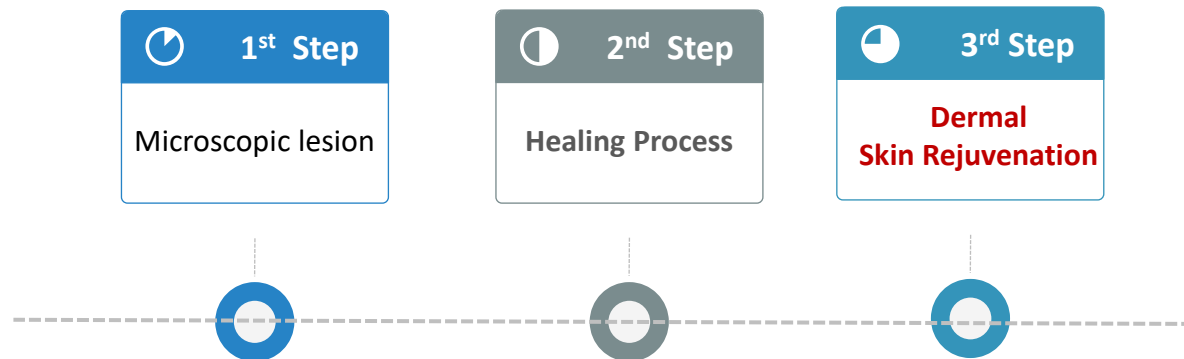 1st Step
Microscopic lesion
2nd Step
Healing Process
3rd Step
Dermal
Skin Rejuvenation